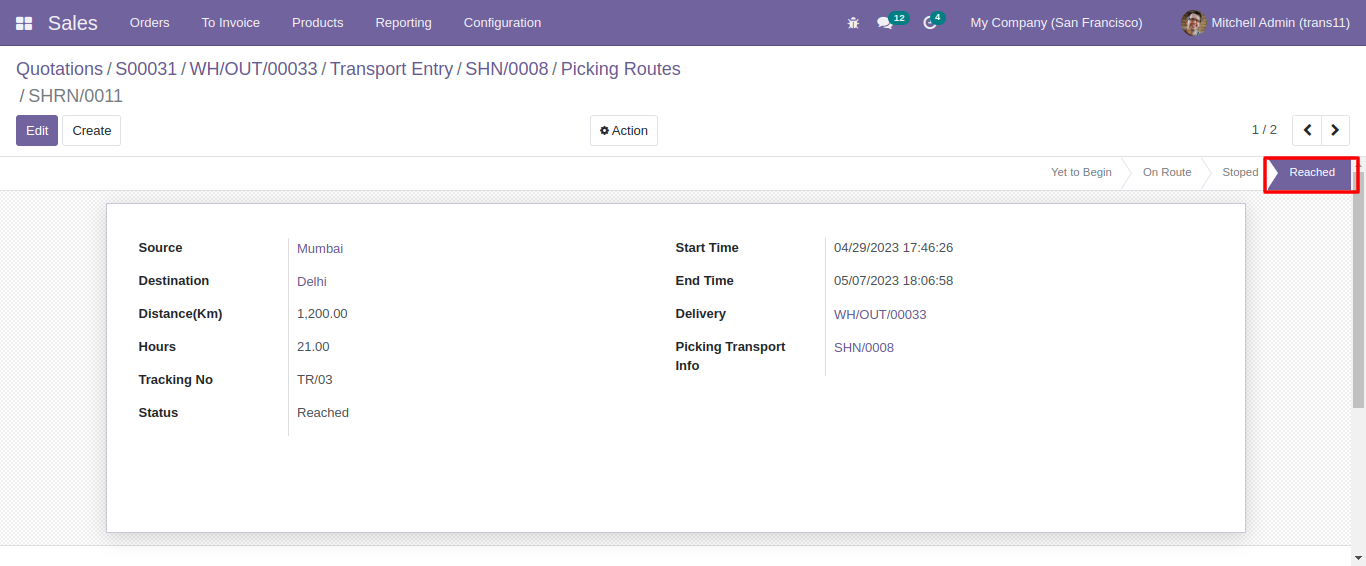 Sales Orders To Invoice Products Reporting Configuration 12 4 My Company (San Francisco) Mitchell Admin (trans11)
Quotations / S00031 / WH/OUT/00033 / Transport Entry / SHN/0008 / Picking Routes
/ SHRN/0011
Edit Create Action 1 / 2
Yet to Begin On Route Stoped Reached
Source Mumbai
Destination Delhi
Distance(Km) 1,200.00
Hours 21.00
Tracking No TR/03
Status Reached
Start Time 04/29/2023 17:46:26
End Time 05/07/2023 18:06:58
Delivery WH/OUT/00033
Picking Transport SHN/0008
Info